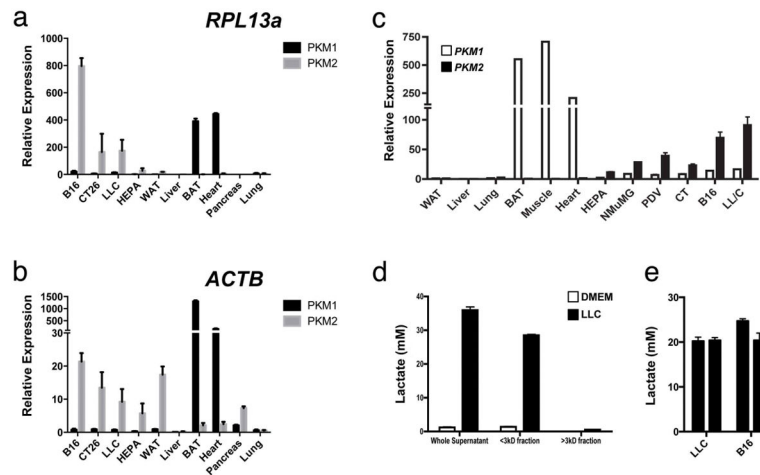 a
RPL13a
1000
800
600
400
200
0
Relative Expression
PKM1
PKM2
B16
CT26
LLC
HEPA
WAT
Liver
BAT
Heart
Pancreas
Lung
b
ACTB
1500
1000
500
30
20
10
0
Relative Expression
PKM1
PKM2
B16
CT26
LLC
HEPA
WAT
Liver
BAT
Heart
Pancreas
Lung
c
750
500
250
100
50
0
Relative Expression
PKM1
PKM2
WAT
Liver
Lung
BAT
Muscle
Heart
HEPA
NMuMG
PDV
CT
B16
LL/C
d
40
30
20
10
0
Lactate (mM)
DMEM
LLC
Whole Supernatant
<3kD fraction
>3kD fraction
e
30
20
10
0
Lactate (mM)
LLC
B16